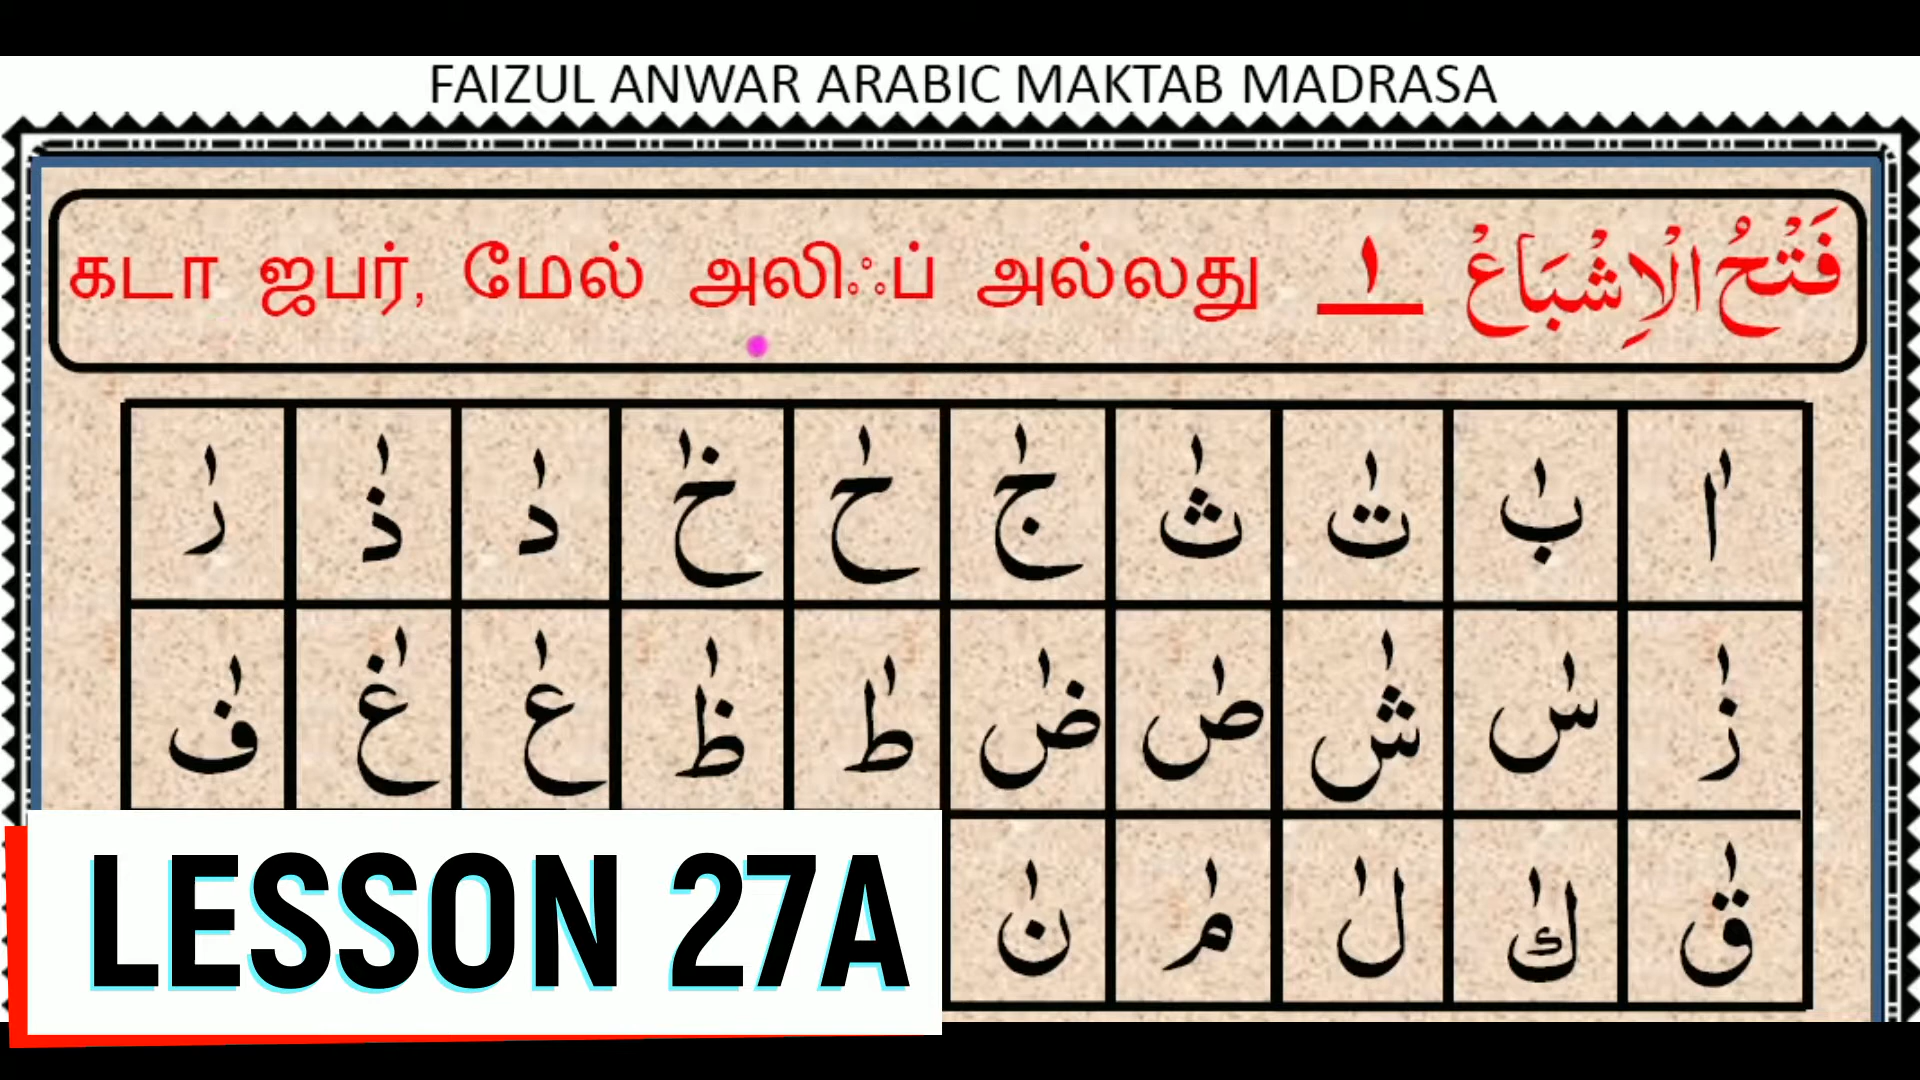 FAIZUL ANWAR ARABIC MAKTAB MADRASA
فَتْحُ الْاِشْبَاعْ ـٰـ கடா ஜபர், மேல் அலிஃப் அல்லது
اٰ بٰ تٰ ثٰ جٰ حٰ خٰ دٰ ذٰ رٰ
زٰ سٰ شٰ صٰ ضٰ طٰ ظٰ عٰ غٰ فٰ
قٰ كٰ لٰ مٰ نٰ
LESSON 27A